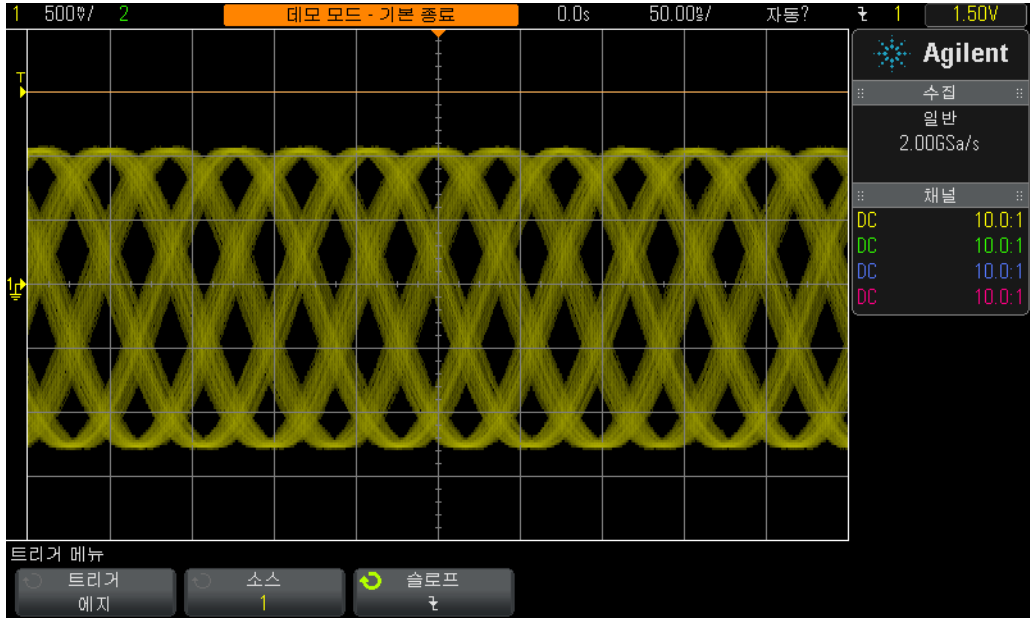 1 500㎷/ 2 데모 모드 - 기본 종료 0.0s 50.00㎱/ 자동? 1 1.50V
Agilent
T
수집
일반
2.00GSa/s
채널
DC 10.0:1
DC 10.0:1
DC 10.0:1
DC 10.0:1
1
트리거 메뉴
트리거 소스 슬로프
에지 1